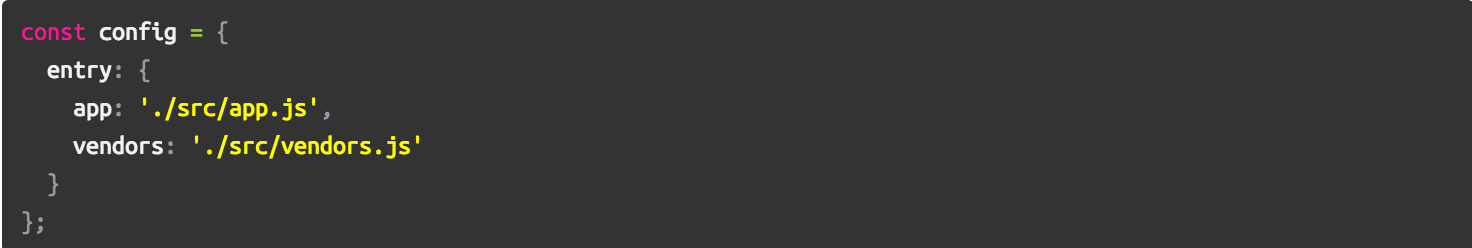 const config = {
  entry: {
    app: './src/app.js',
    vendors: './src/vendors.js'
  }
};